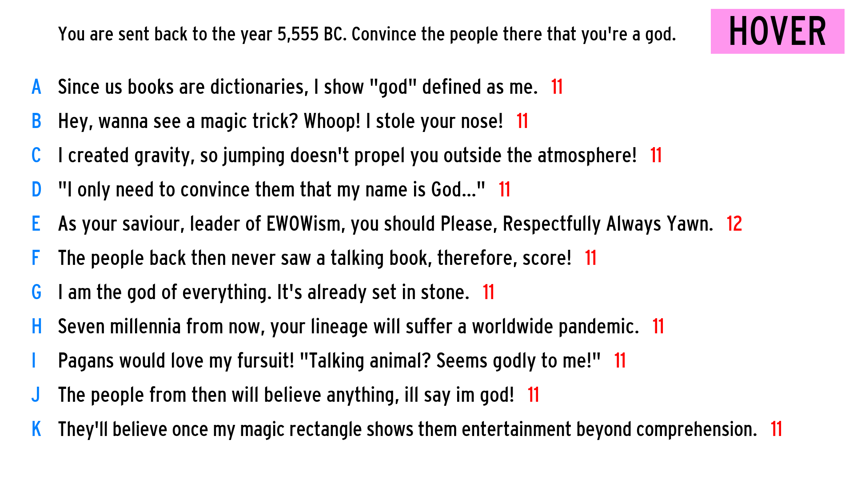 You are sent back to the year 5,555 BC. Convince the people there that you're a god.
HOVER
A Since us books are dictionaries, I show "god" defined as me. 11
B Hey, wanna see a magic trick? Whoop! I stole your nose! 11
C I created gravity, so jumping doesn't propel you outside the atmosphere! 11
D "I only need to convince them that my name is God..." 11
E As your saviour, leader of EWOWism, you should Please, Respectfully Always Yawn. 12
F The people back then never saw a talking book, therefore, score! 11
G I am the god of everything. It's already set in stone. 11
H Seven millennia from now, your lineage will suffer a worldwide pandemic. 11
I Pagans would love my fursuit! "Talking animal? Seems godly to me!" 11
J The people from then will believe anything, ill say im god! 11
K They'll believe once my magic rectangle shows them entertainment beyond comprehension. 11